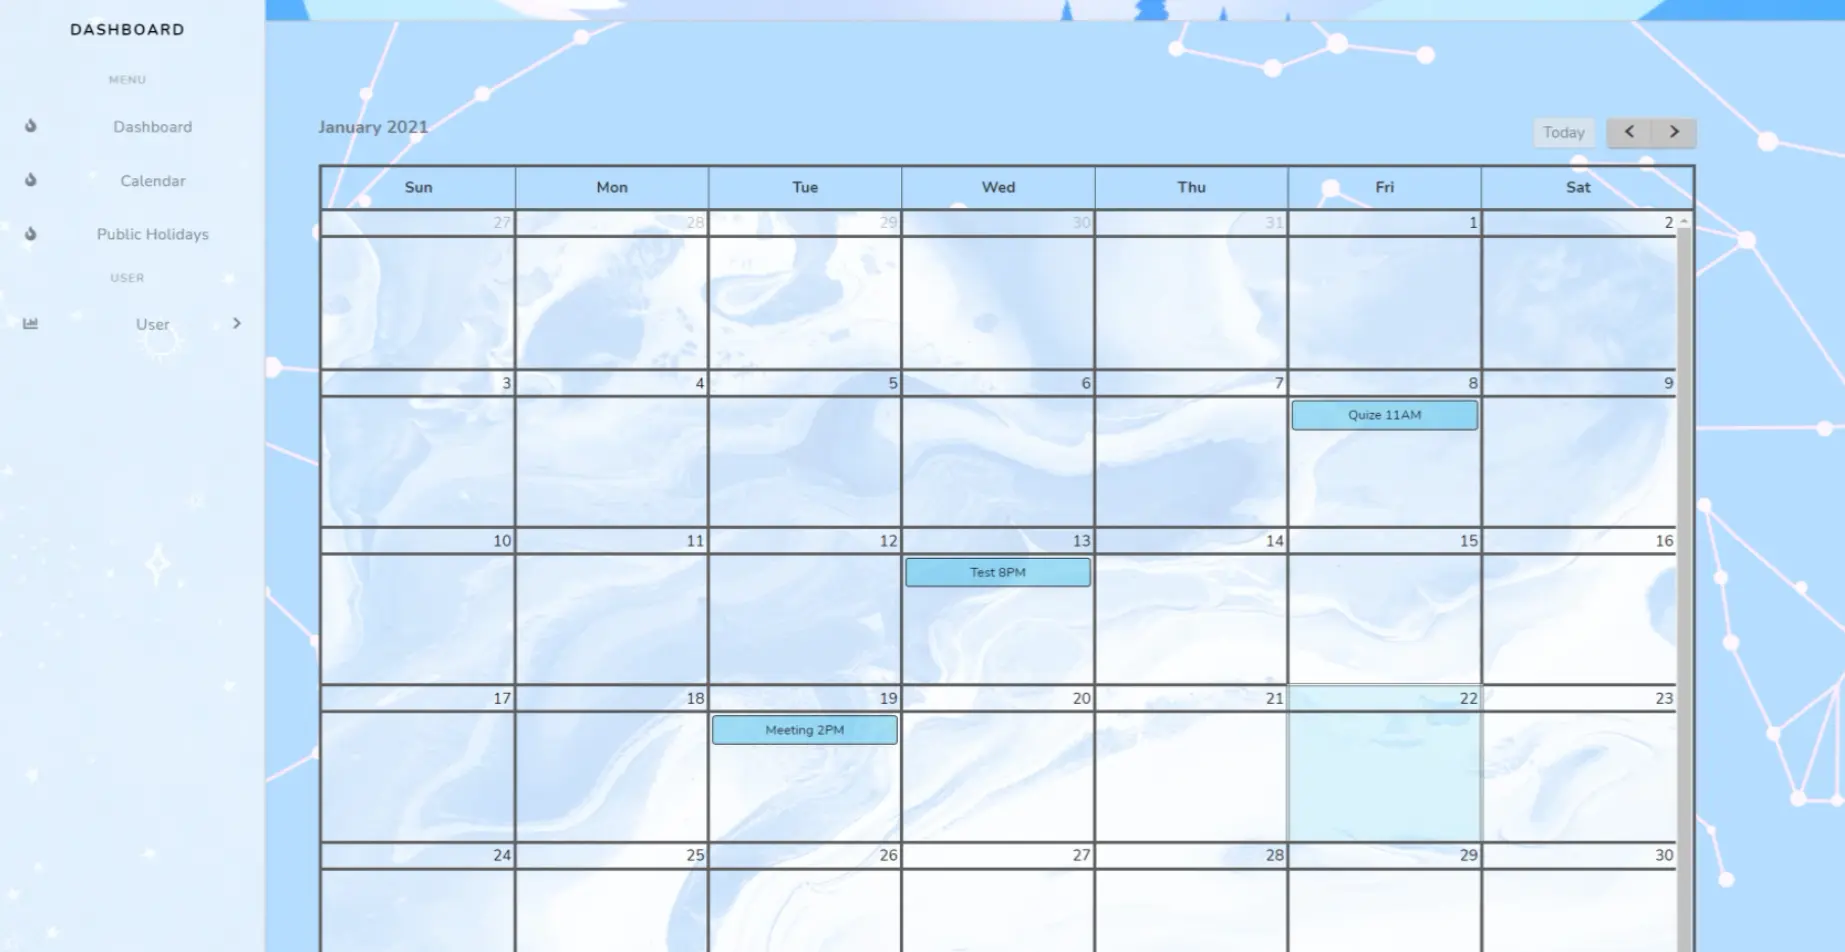 DASHBOARD
MENU
Dashboard
Calendar
Public Holidays
USER
User
January 2021
Today
Sun Mon Tue Wed Thu Fri Sat
27 28 29 30 31 1 2
3 4 5 6 7 8 9
Quize 11AM
10 11 12 13 14 15 16
Test 8PM
17 18 19 20 21 22 23
Meeting 2PM
24 25 26 27 28 29 30